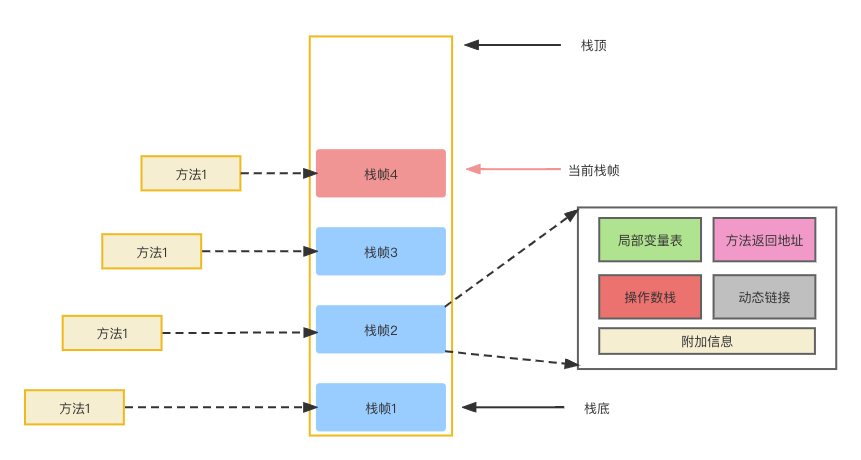 栈顶
方法1
栈帧4
当前栈帧
方法1
栈帧3
局部变量表
方法返回地址
操作数栈
动态链接
方法1
栈帧2
附加信息
方法1
栈帧1
栈底